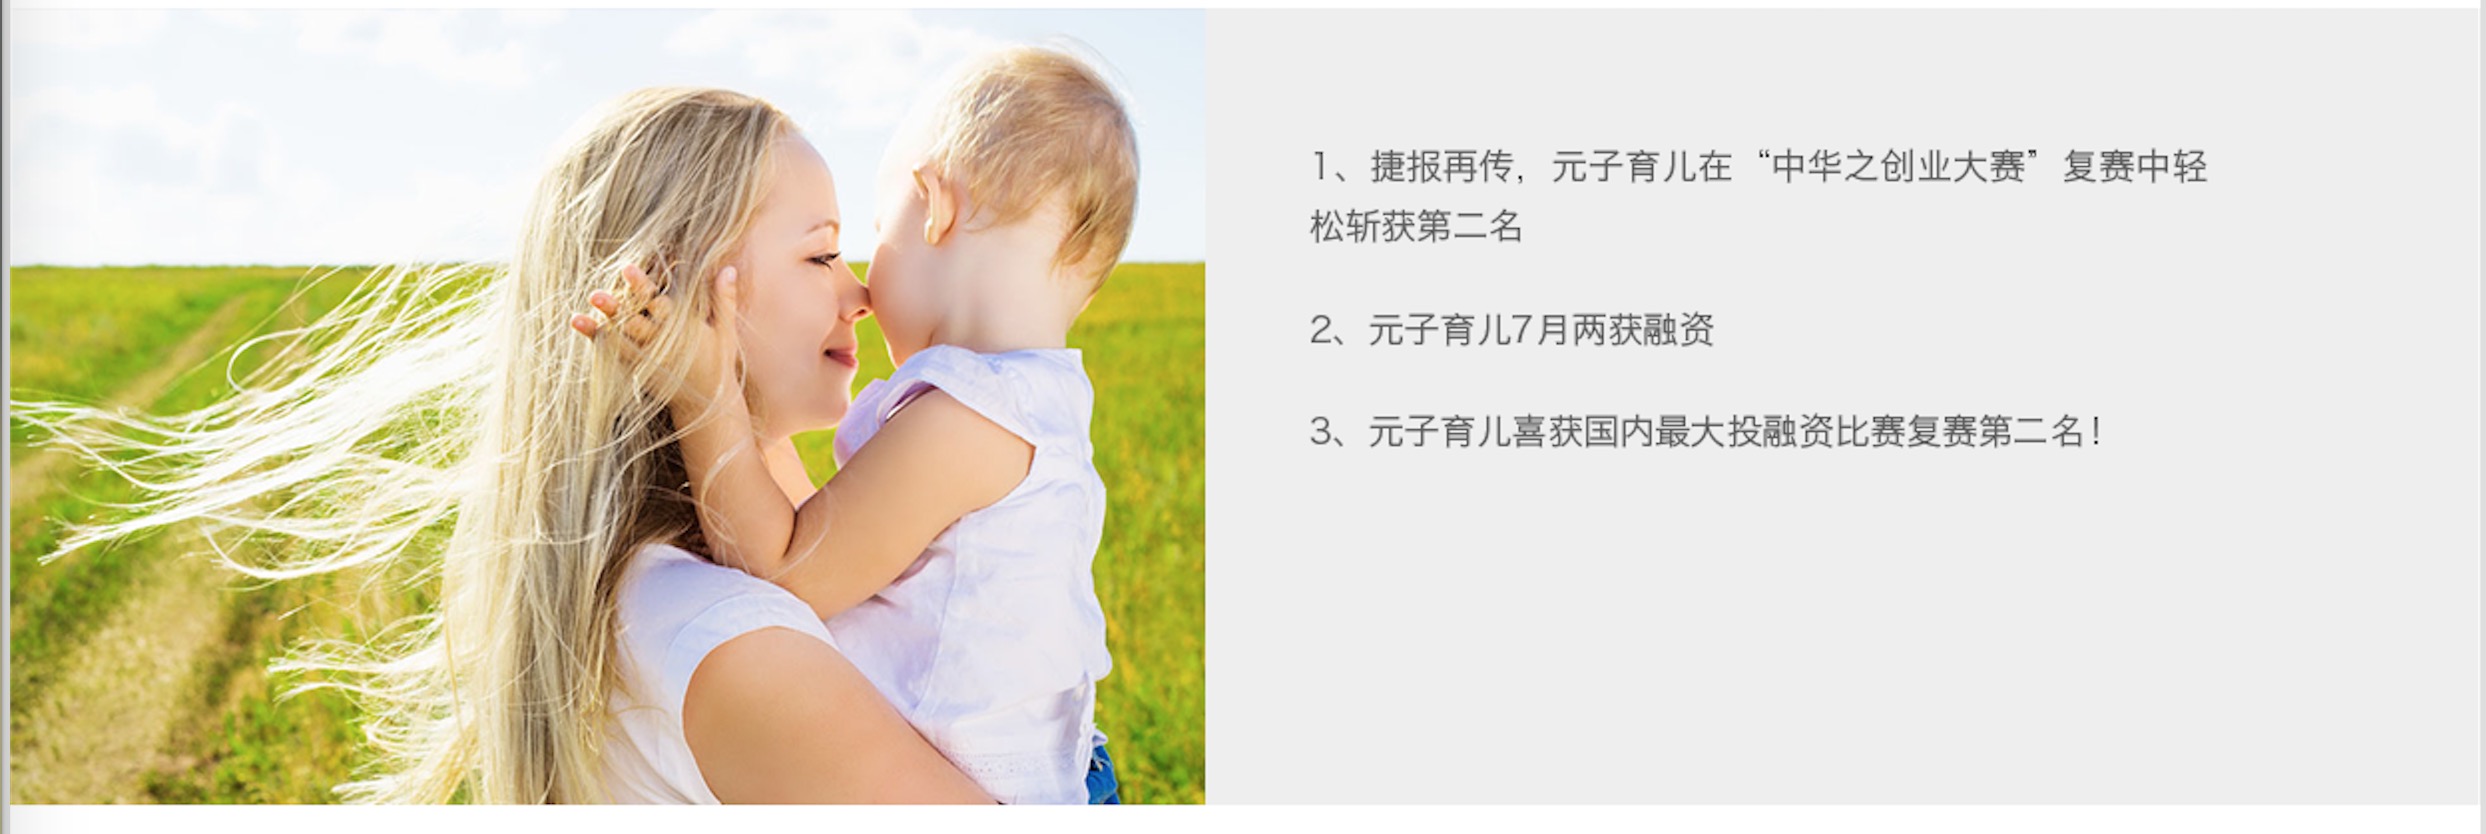 1、捷报再传，元子育儿在“中华之创业大赛”复赛中轻
松斩获第二名
2、元子育儿7月两获融资
3、元子育儿喜获国内最大投融资比赛复赛第二名！